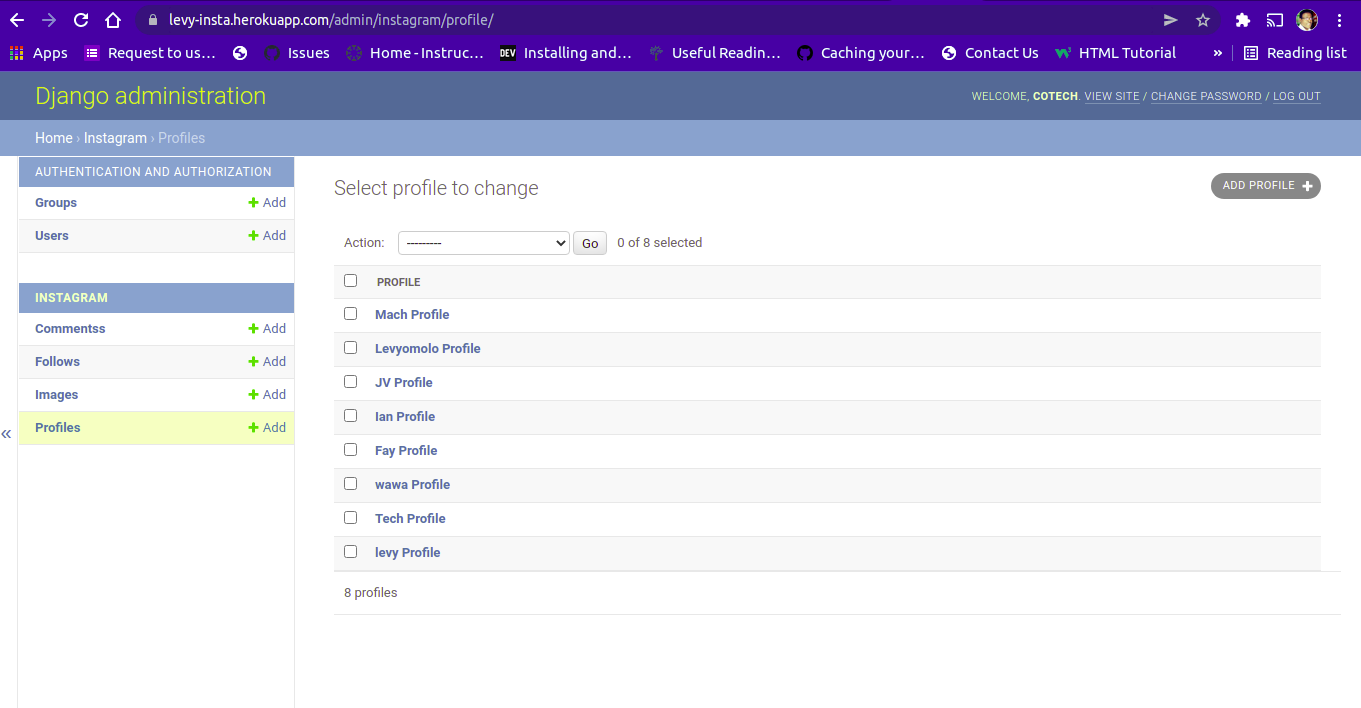 levy-insta.herokuapp.com/admin/instagram/profile/
Apps Request to us... Issues Home - Instruc... DEV Installing and... Useful Readin... Caching your... Contact Us HTML Tutorial » Reading list
Django administration
WELCOME, COTECH. VIEW SITE / CHANGE PASSWORD / LOG OUT
Home › Instagram › Profiles
AUTHENTICATION AND AUTHORIZATION
Groups + Add
Users + Add
INSTAGRAM
Commentss + Add
Follows + Add
Images + Add
Profiles + Add
«
Select profile to change
ADD PROFILE +
Action: --------- Go 0 of 8 selected
PROFILE
Mach Profile
Levyomolo Profile
JV Profile
Ian Profile
Fay Profile
wawa Profile
Tech Profile
levy Profile
8 profiles